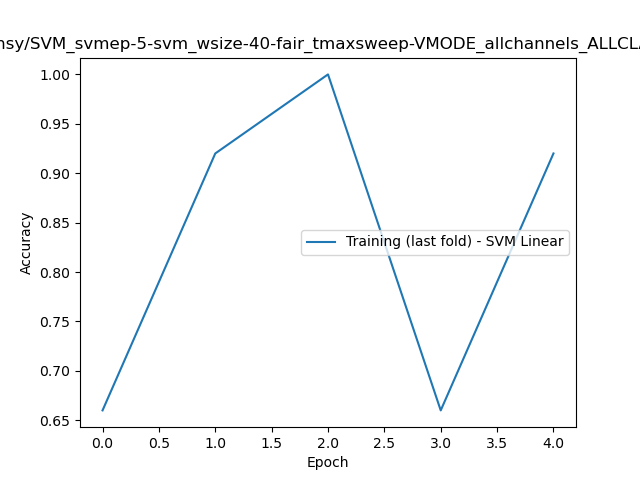 nsy/SVM_svmep-5-svm_wsize-40-fair_tmaxsweep-VMODE_allchannels_ALLCL
1.00
0.95
0.90
0.85
0.80
0.75
0.70
0.65
Accuracy
Training (last fold) - SVM Linear
0.0 0.5 1.0 1.5 2.0 2.5 3.0 3.5 4.0
Epoch